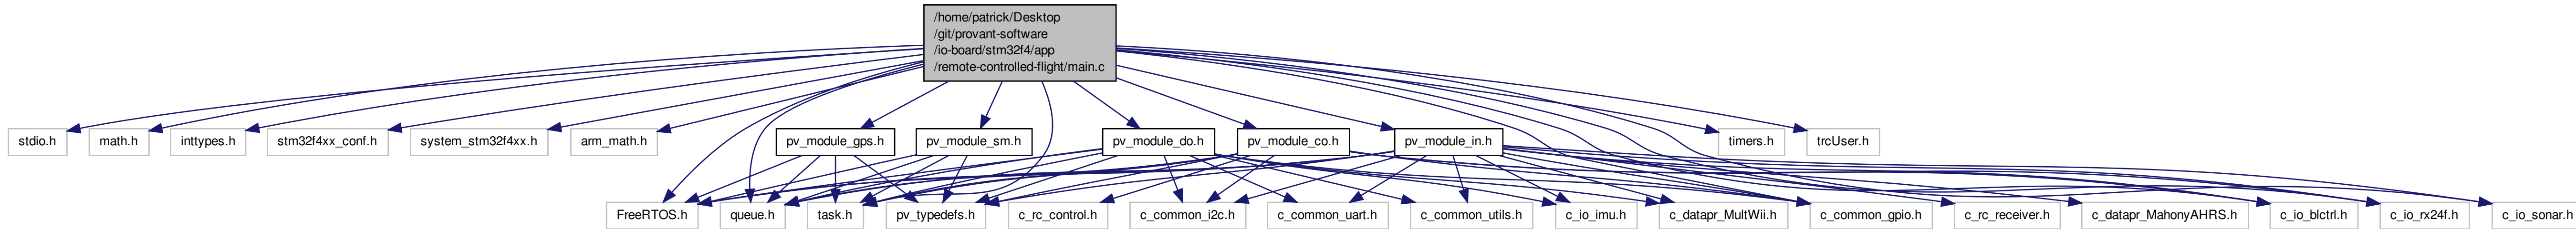 /home/patrick/Desktop
/git/provant-software
/io-board/stm32f4/app
/remote-controlled-flight/main.c
stdio.h
math.h
inttypes.h
stm32f4xx_conf.h
system_stm32f4xx.h
arm_math.h
pv_module_gps.h
pv_module_sm.h
pv_module_do.h
pv_module_co.h
pv_module_in.h
timers.h
trcUser.h
FreeRTOS.h
queue.h
task.h
pv_typedefs.h
c_rc_control.h
c_common_i2c.h
c_common_uart.h
c_common_utils.h
c_io_imu.h
c_datapr_MultWii.h
c_common_gpio.h
c_rc_receiver.h
c_datapr_MahonyAHRS.h
c_io_blctrl.h
c_io_rx24f.h
c_io_sonar.h